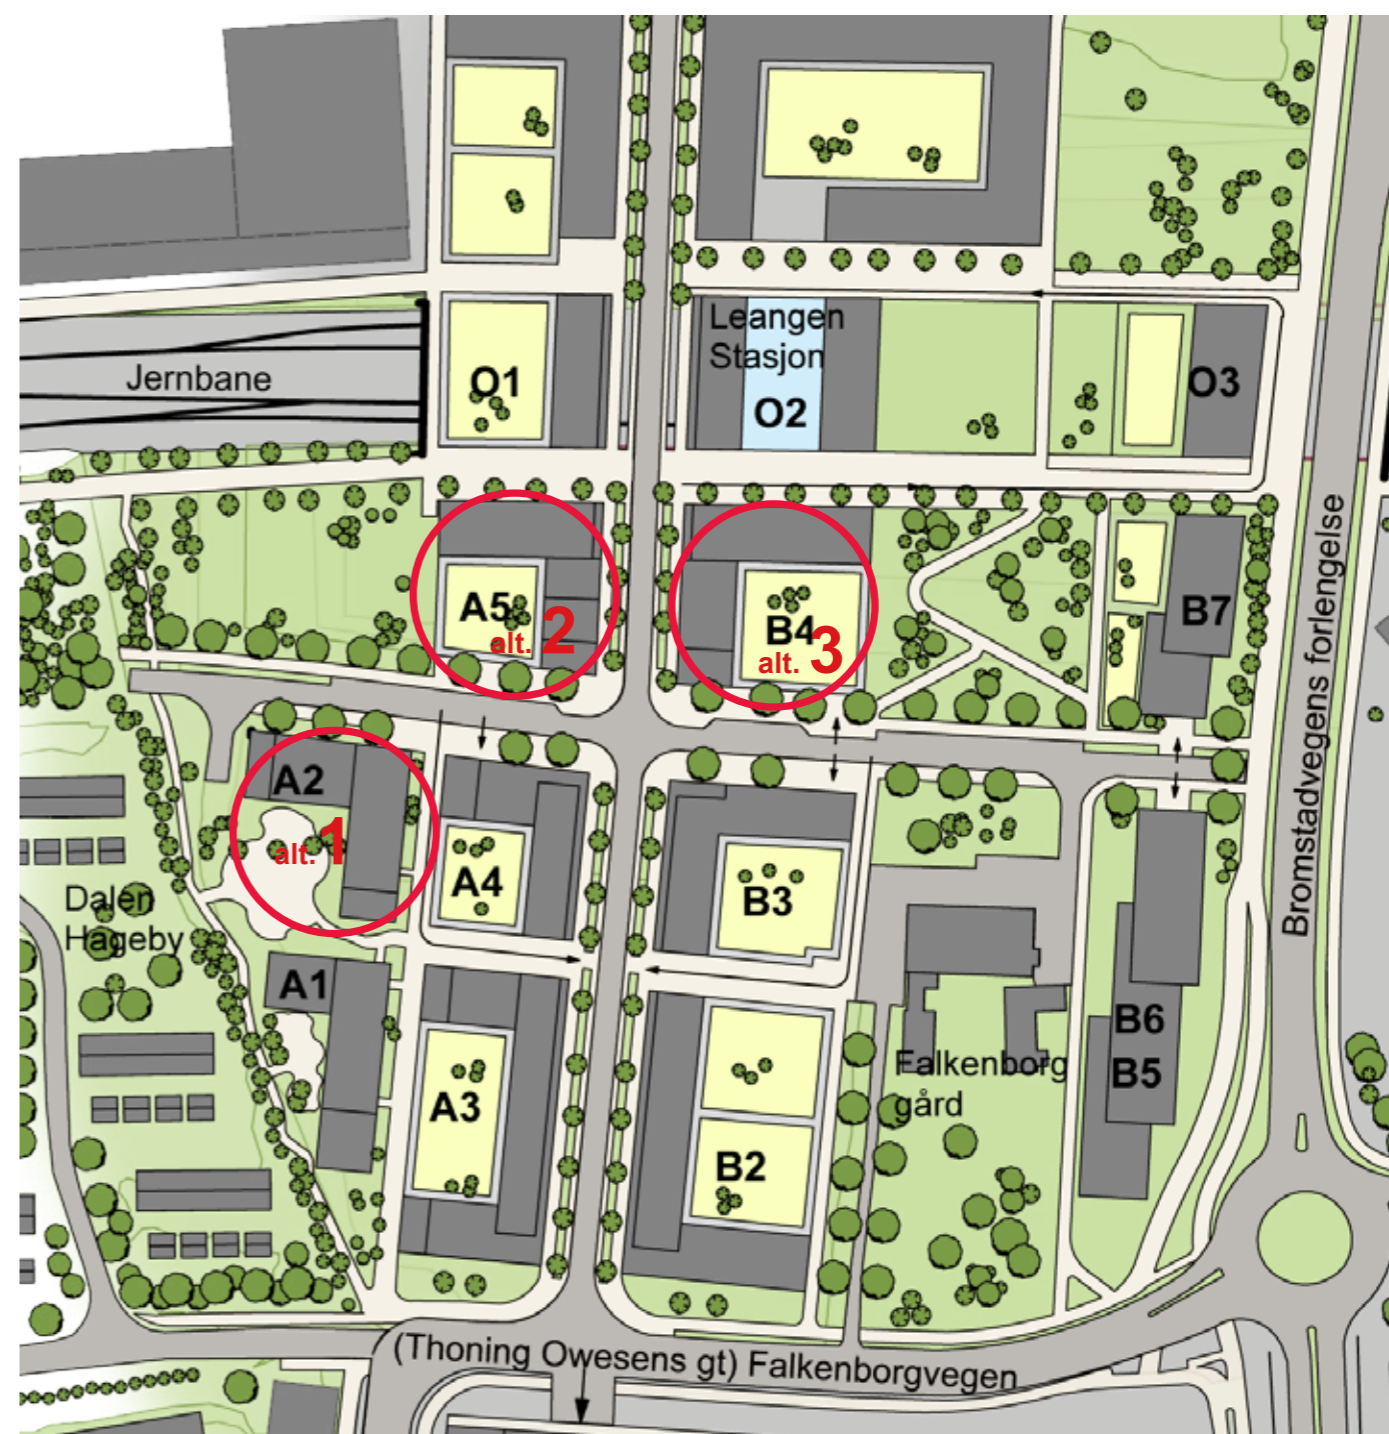 Leangen
Stasjon
O1
O2
O3
Jernbane
A5
alt. 2
B4
alt. 3
B7
Bromstadvegens forlengelse
A2
alt. 1
A4
B3
Dalen
Hageby
A1
B6
B5
Falkenborg
gård
A3
B2
(Thoning Owesens gt) Falkenborgvegen